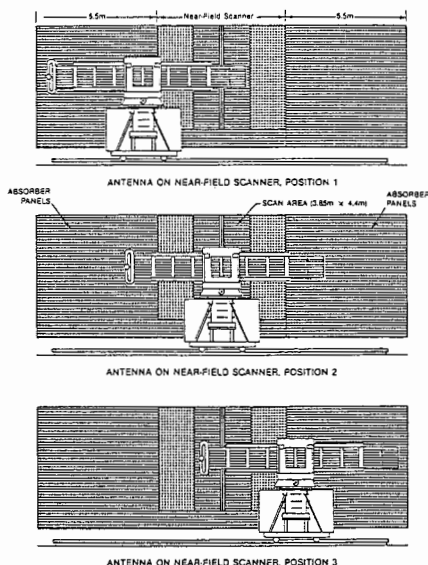 5.5m Near-Field Scanner 5.5m
ANTENNA ON NEAR-FIELD SCANNER, POSITION 1
ABSORBER
PANELS
SCAN AREA (3.85m × 4.4m)
ABSORBER
PANELS
ANTENNA ON NEAR-FIELD SCANNER, POSITION 2
ANTENNA ON NEAR-FIELD SCANNER, POSITION 3